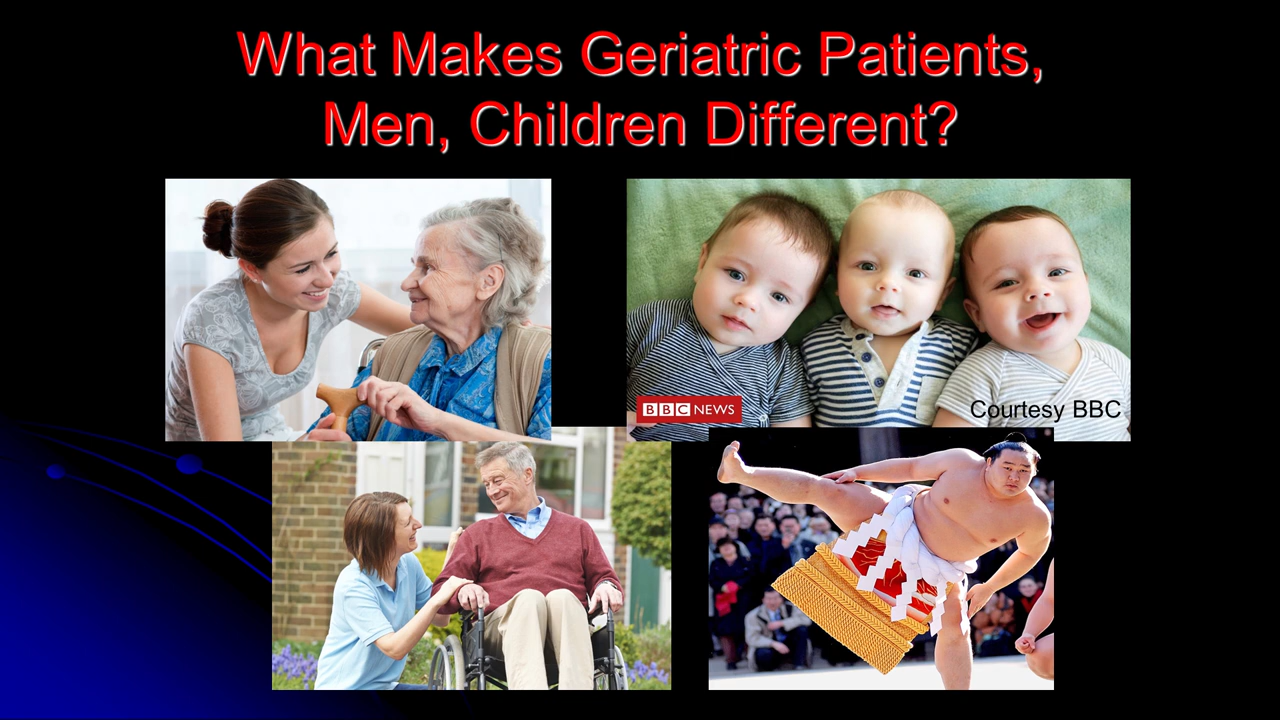 What Makes Geriatric Patients,
Men, Children Different?
BBC NEWS
Courtesy BBC